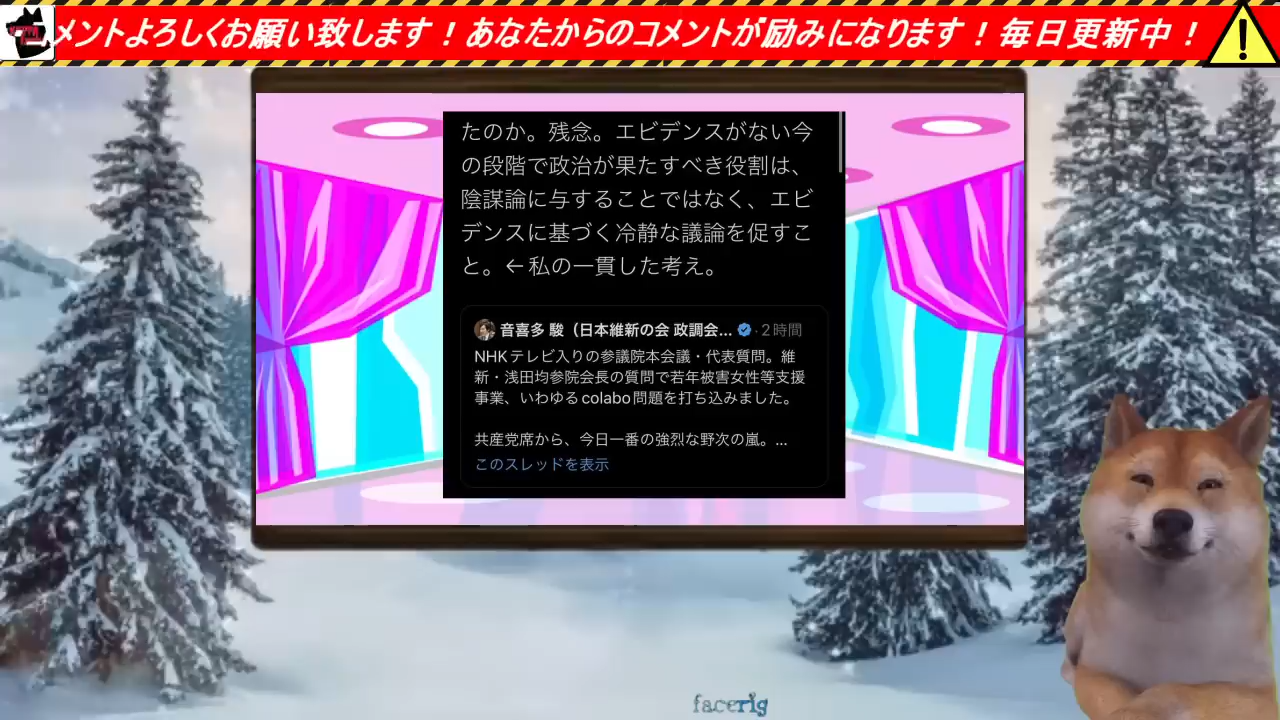 メントよろしくお願い致します！あなたからのコメントが励みになります！毎日更新中！
たのか。残念。エビデンスがない今
の段階で政治が果たすべき役割は、
陰謀論に与することではなく、エビ
デンスに基づく冷静な議論を促すこ
と。←私の一貫した考え。
音喜多 駿（日本維新の会 政調会... ·2時間
NHKテレビ入りの参議院本会議・代表質問。維
新・浅田均参院会長の質問で若年被害女性等支援
事業、いわゆるcolabo問題を打ち込みました。
共産党席から、今日一番の強烈な野次の嵐。...
このスレッドを表示
facerig